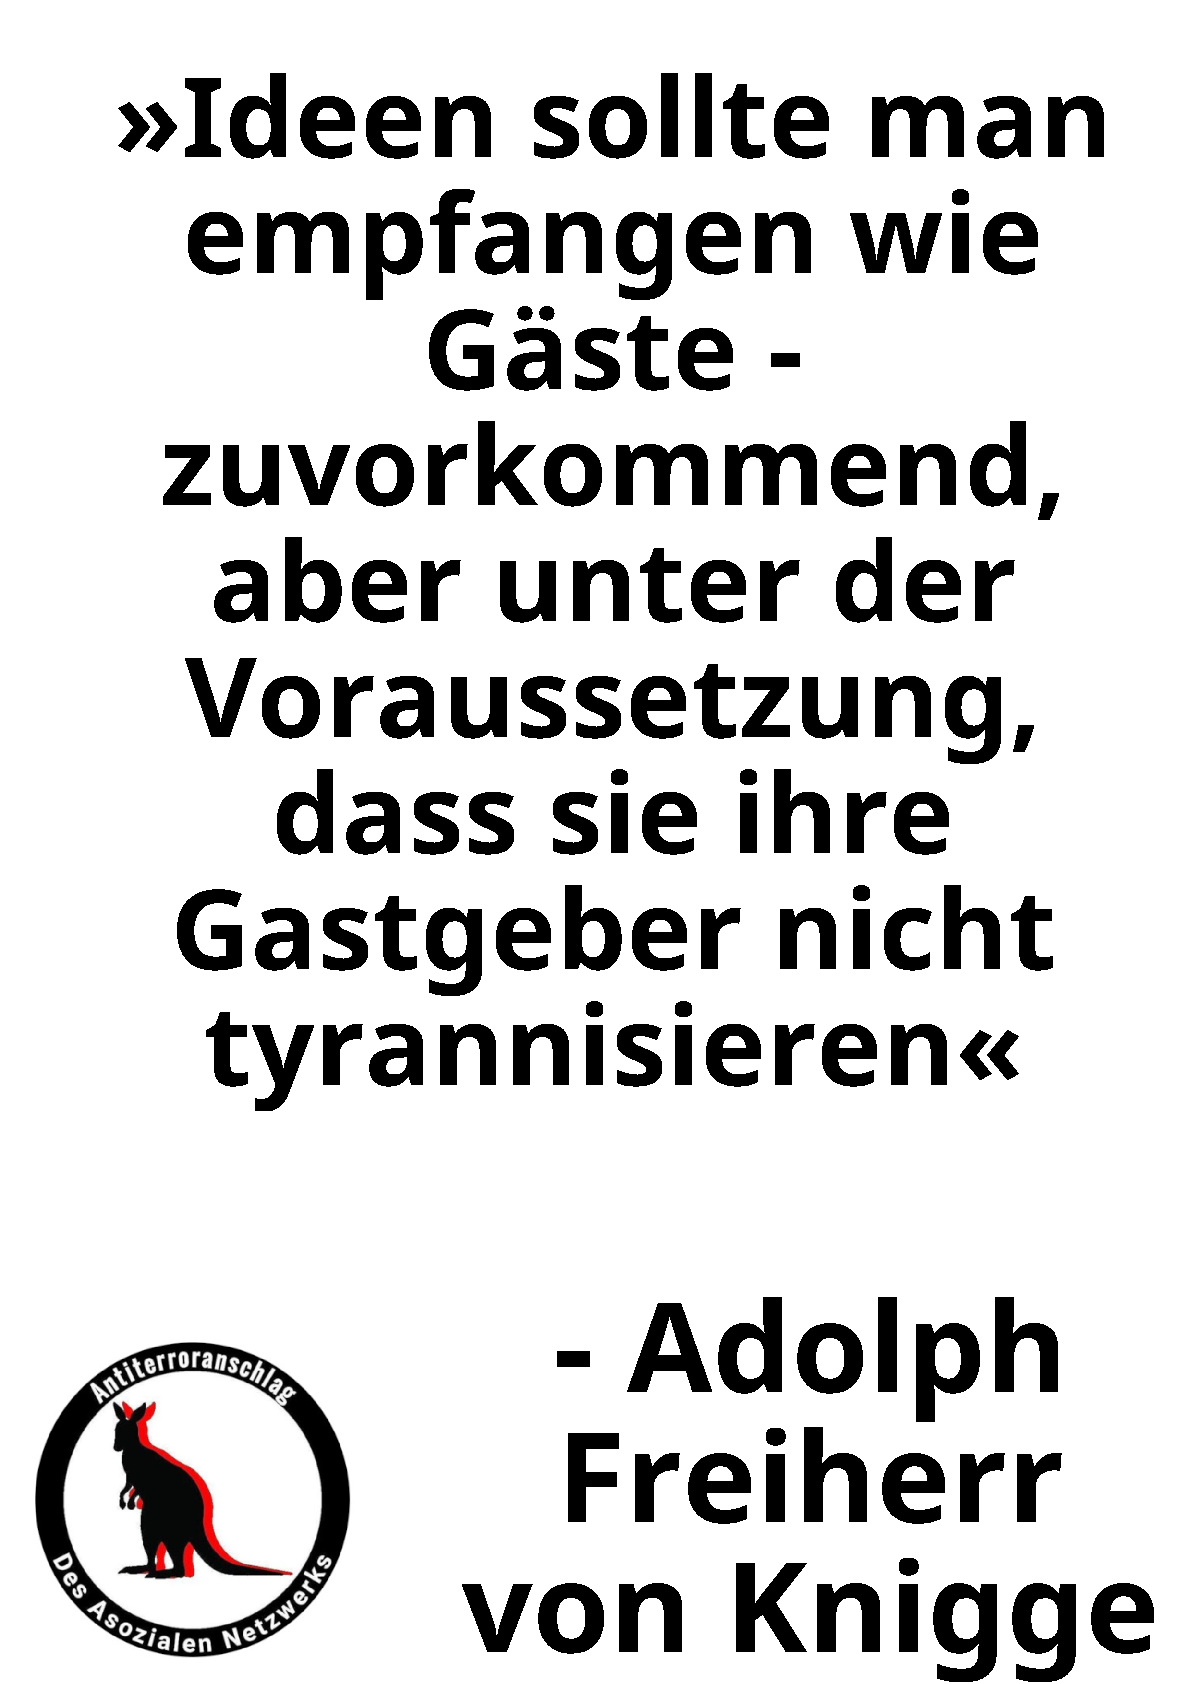 »Ideen sollte man
empfangen wie
Gäste -
zuvorkommend,
aber unter der
Voraussetzung,
dass sie ihre
Gastgeber nicht
tyrannisieren«
- Adolph
Freiherr
von Knigge
Antiterroranschlag
Des Asozialen Netzwerks